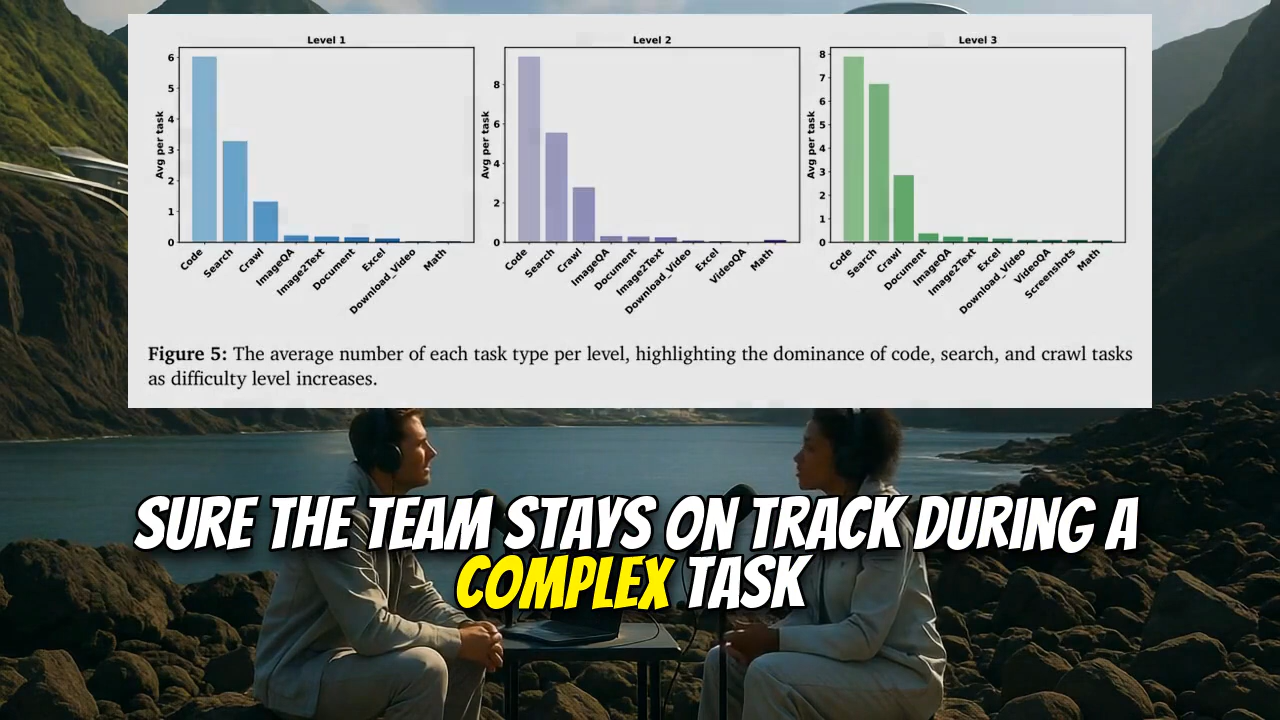 Level 1
Avg per task
6
5
4
3
2
1
0
Code
Search
Crawl
ImageQA
Image2Text
Document
Excel
Download_Video
Math
Level 2
Avg per task
8
6
4
2
0
Code
Search
Crawl
ImageQA
Document
Image2Text
Download_Video
Excel
VideoQA
Math
Level 3
Avg per task
8
7
6
5
4
3
2
1
0
Code
Search
Crawl
Document
ImageQA
Image2Text
Excel
Download_Video
VideoQA
Screenshots
Math
Figure 5: The average number of each task type per level, highlighting the dominance of code, search, and crawl tasks
as difficulty level increases.
SURE THE TEAM STAYS ON TRACK DURING A
COMPLEX TASK